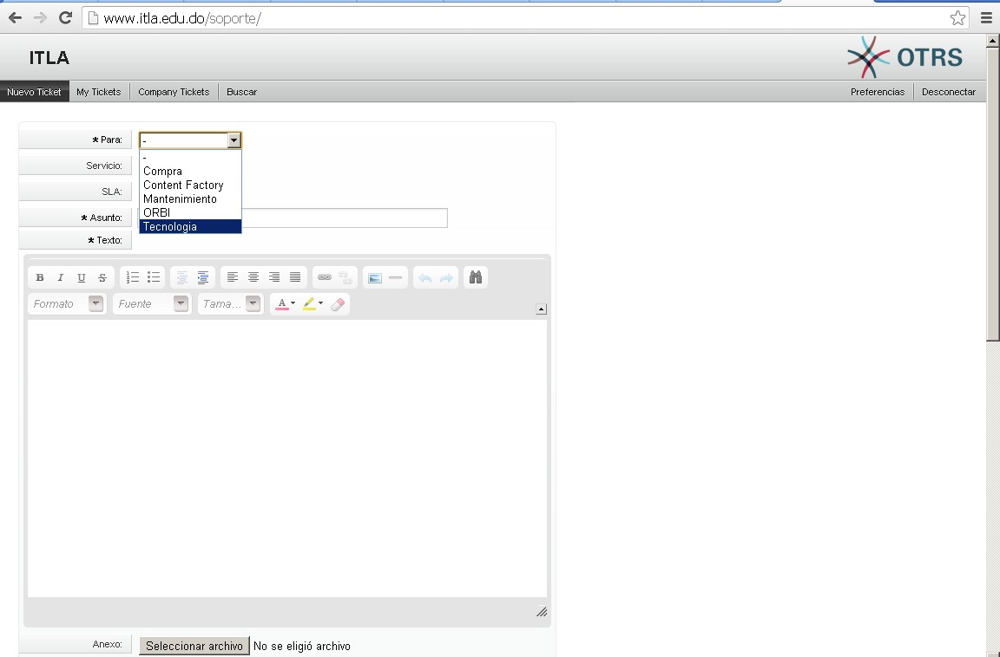 www.itla.edu.do/soporte/
ITLA
OTRS
Nuevo Ticket My Tickets Company Tickets Buscar Preferencias Desconectar
* Para: -
-
Servicio:
Compra
Content Factory
SLA:
Mantenimiento
* Asunto:
ORBI
Tecnologia
* Texto:
B I U S
Formato Fuente Tama... A
Anexo: Seleccionar archivo No se eligió archivo